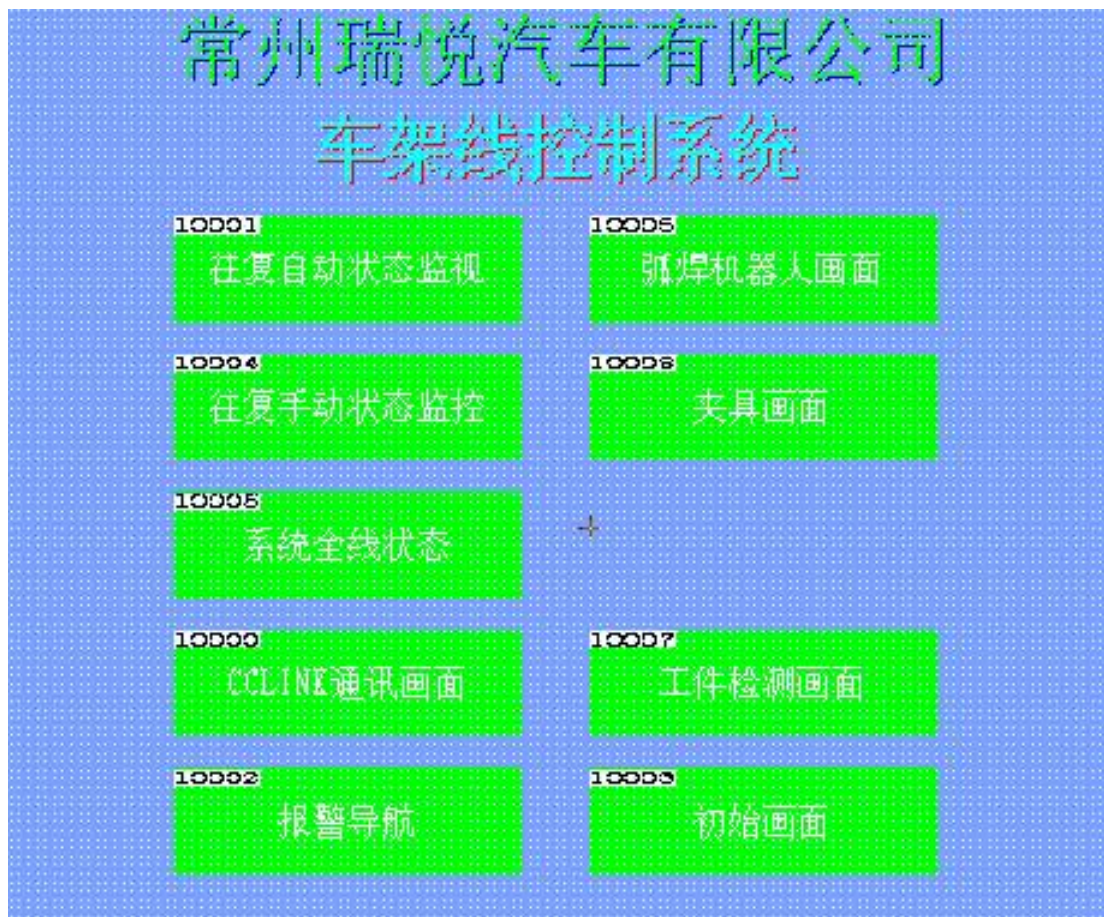 常州瑞悦汽车有限公司
车架线控制系统
10001
往复自动状态监视
10006
弧焊机器人画面
10004
往复手动状态监控
10008
夹具画面
10005
系统全线状态
10000
CCLINK通讯画面
10007
工件检测画面
10002
报警导航
10009
初始画面